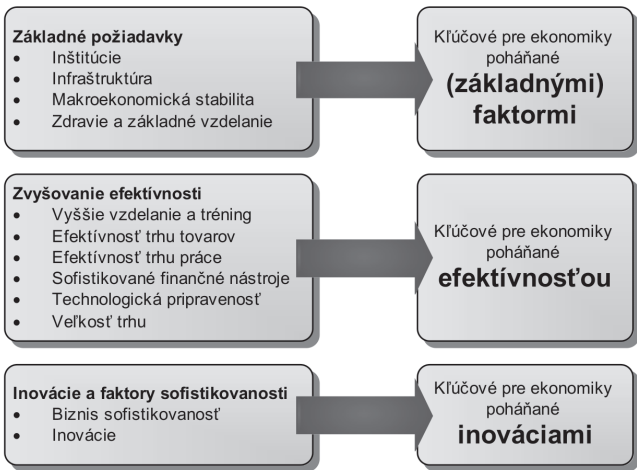 Základné požiadavky
• Inštitúcie
• Infraštruktúra
• Makroekonomická stabilita
• Zdravie a základné vzdelanie
Kľúčové pre ekonomiky
poháňané
(základnými)
faktormi
Zvyšovanie efektívnosti
• Vyššie vzdelanie a tréning
• Efektívnosť trhu tovarov
• Efektívnosť trhu práce
• Sofistikované finančné nástroje
• Technologická pripravenosť
• Veľkosť trhu
Kľúčové pre ekonomiky
poháňané
efektívnosťou
Inovácie a faktory sofistikovanosti
• Biznis sofistikovanosť
• Inovácie
Kľúčové pre ekonomiky
poháňané
inováciami